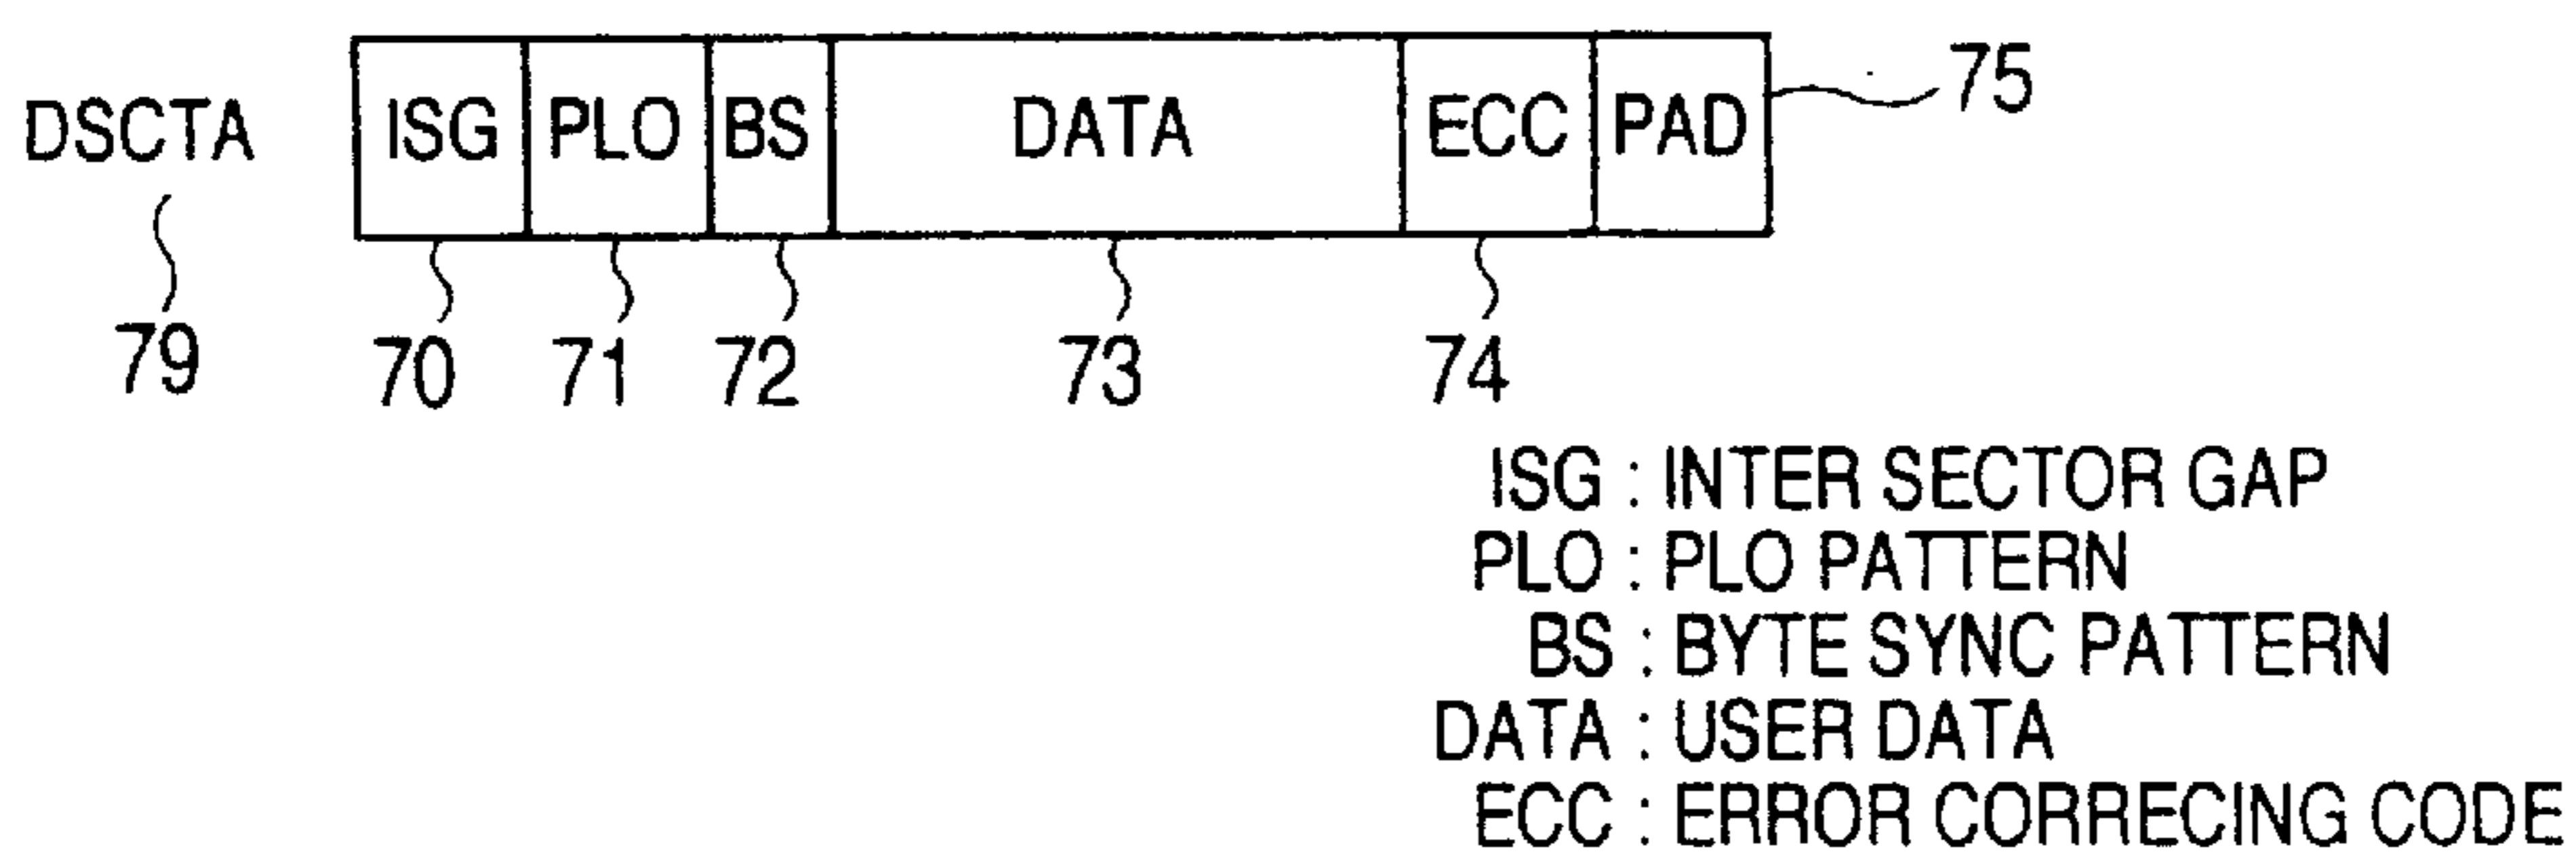 DSCTA ISG PLO BS DATA ECC PAD 75
79 70 71 72 73 74
ISG : INTER SECTOR GAP
PLO : PLO PATTERN
BS : BYTE SYNC PATTERN
DATA : USER DATA
ECC : ERROR CORRECING CODE